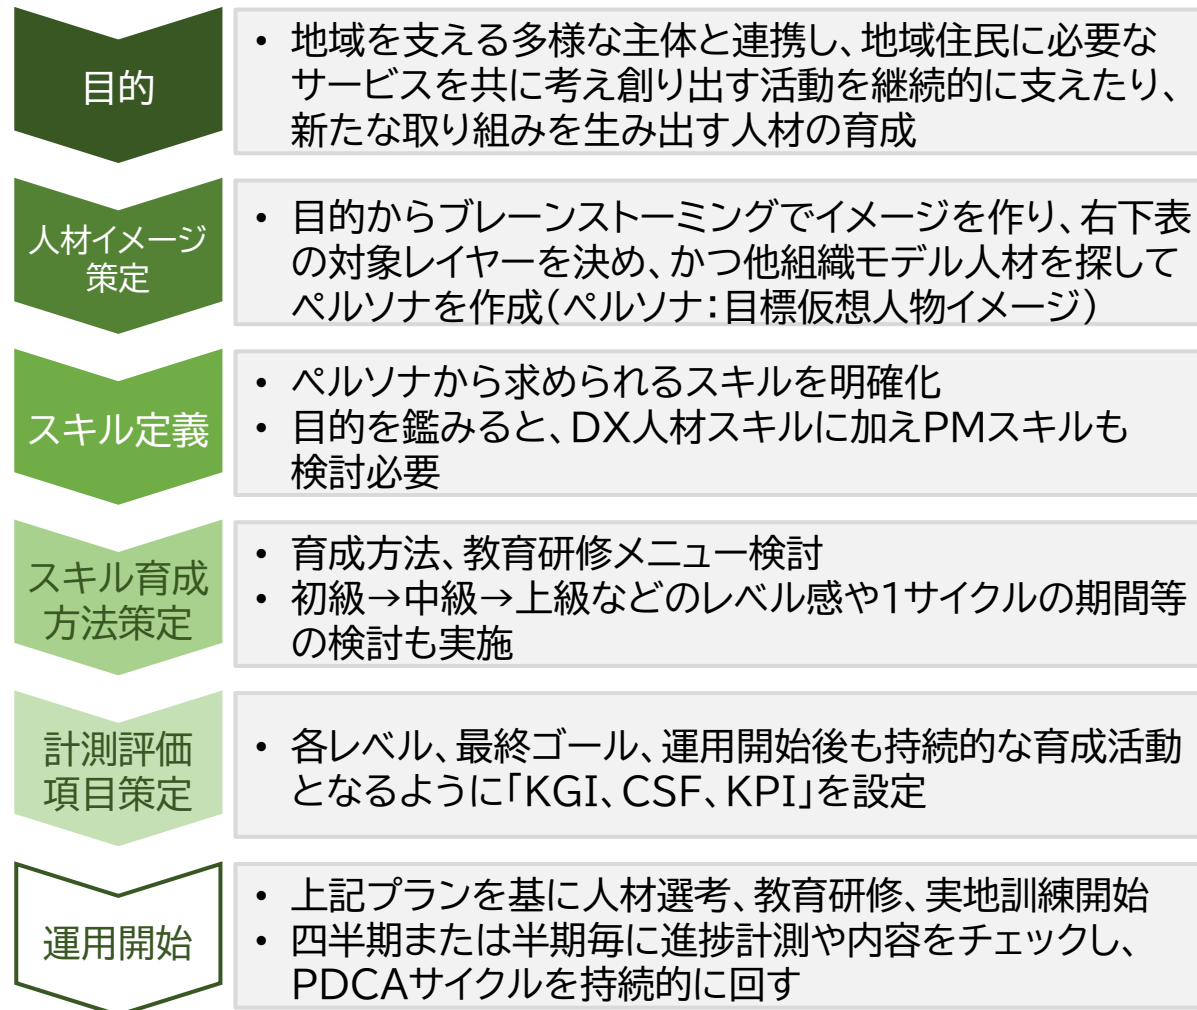 目的
• 地域を支える多様な主体と連携し、地域住民に必要な
サービスを共に考え創り出す活動を継続的に支えたり、
新たな取り組みを生み出す人材の育成
人材イメージ
策定
• 目的からブレーンストーミングでイメージを作り、右下表
の対象レイヤーを決め、かつ他組織モデル人材を探して
ペルソナを作成(ペルソナ:目標仮想人物イメージ)
スキル定義
• ペルソナから求められるスキルを明確化
• 目的を鑑みると、DX人材スキルに加えPMスキルも
検討必要
スキル育成
方法策定
• 育成方法、教育研修メニュー検討
• 初級→中級→上級などのレベル感や1サイクルの期間等
の検討も実施
計測評価
項目策定
• 各レベル、最終ゴール、運用開始後も持続的な育成活動
となるように「KGI、CSF、KPI」を設定
運用開始
• 上記プランを基に人材選考、教育研修、実地訓練開始
• 四半期または半期毎に進捗計測や内容をチェックし、
PDCAサイクルを持続的に回す